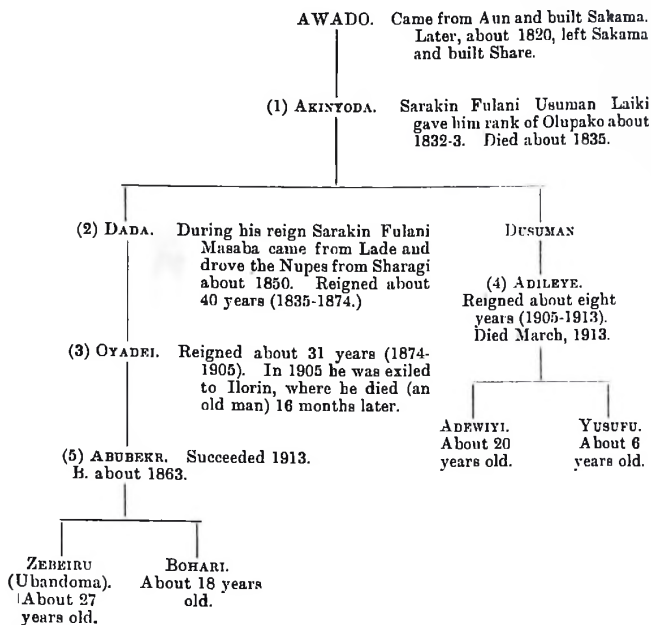 AWADO. Came from Aun and built Sakama.
Later, about 1820, left Sakama
and built Share.
(1) AKINYODA. Sarakin Fulani Usuman Laiki
gave him rank of Olupako about
1832-3. Died about 1835.
(2) DADA. During his reign Sarakin Fulani
Masaba came from Lade and
drove the Nupes from Sharagi
about 1850. Reigned about
40 years (1835-1874.)
DUSUMAN
(4) ADILEYE.
Reigned about eight
years (1905-1913).
Died March, 1913.
(3) OYADEI. Reigned about 31 years (1874-
1905). In 1905 he was exiled
to Ilorin, where he died (an
old man) 16 months later.
ADEWIYI.
About 20
years old.
YUSUFU.
About 6
years old.
(5) ABUBEKR. Succeeded 1913.
B. about 1863.
ZEBEIRU
(Ubandoma).
About 27
years old.
BOHARI.
About 18 years
old.